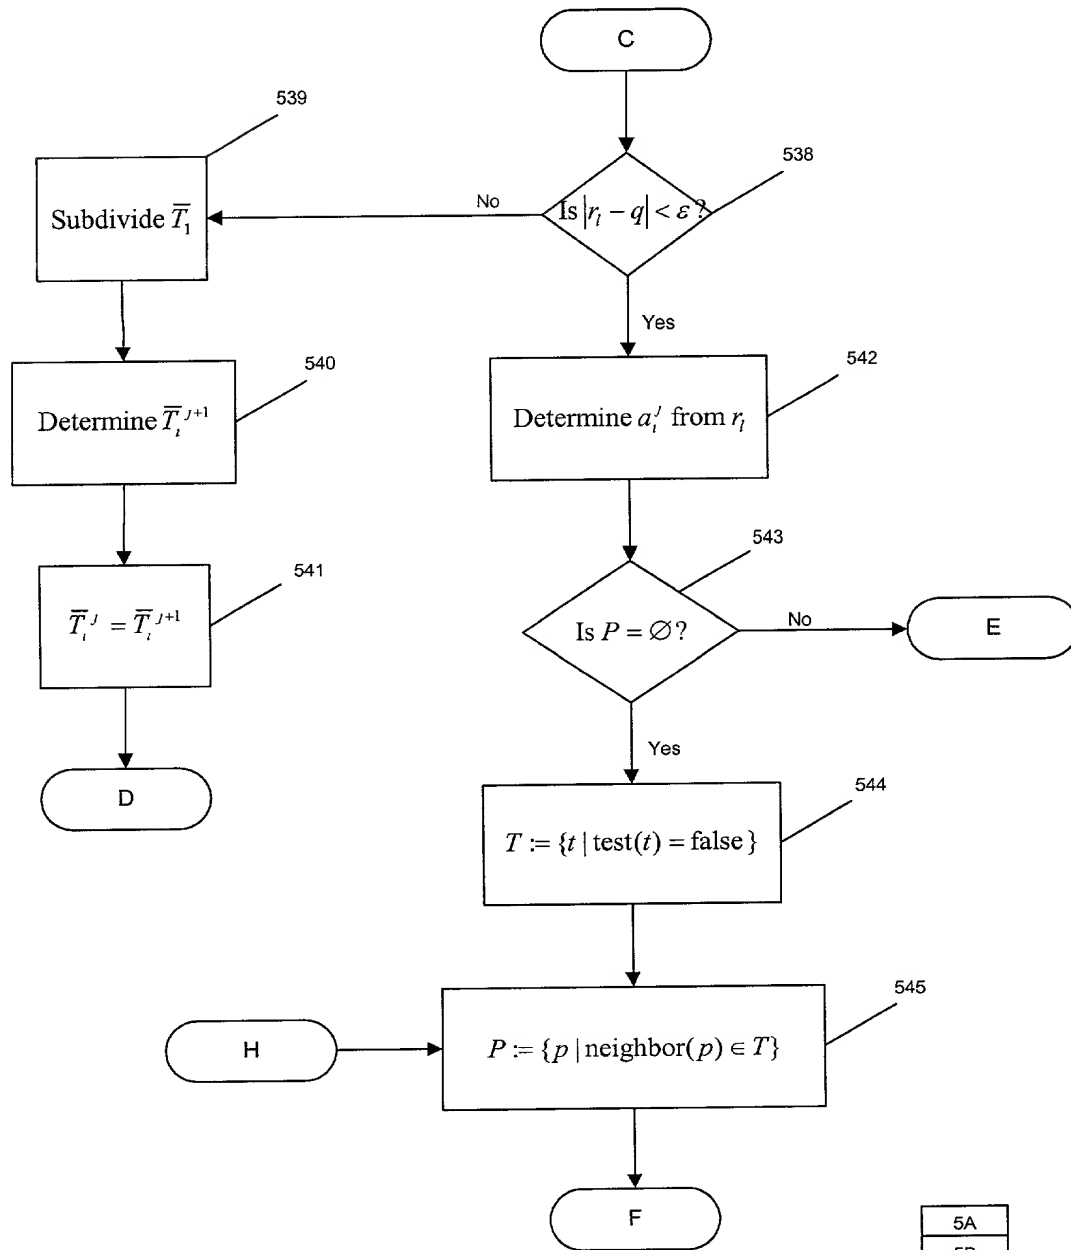 C
539
538
Subdivide T̅₁
No
Is |r_l − q| < ε ?
Yes
540
542
Determine T̅_i^{j+1}
Determine a_i^j from r_l
543
541
T̅_i^j = T̅_i^{j+1}
Is P = ∅ ?
No
E
Yes
D
544
T := {t | test(t) = false}
545
H
P := {p | neighbor(p) ∈ T}
F
5A